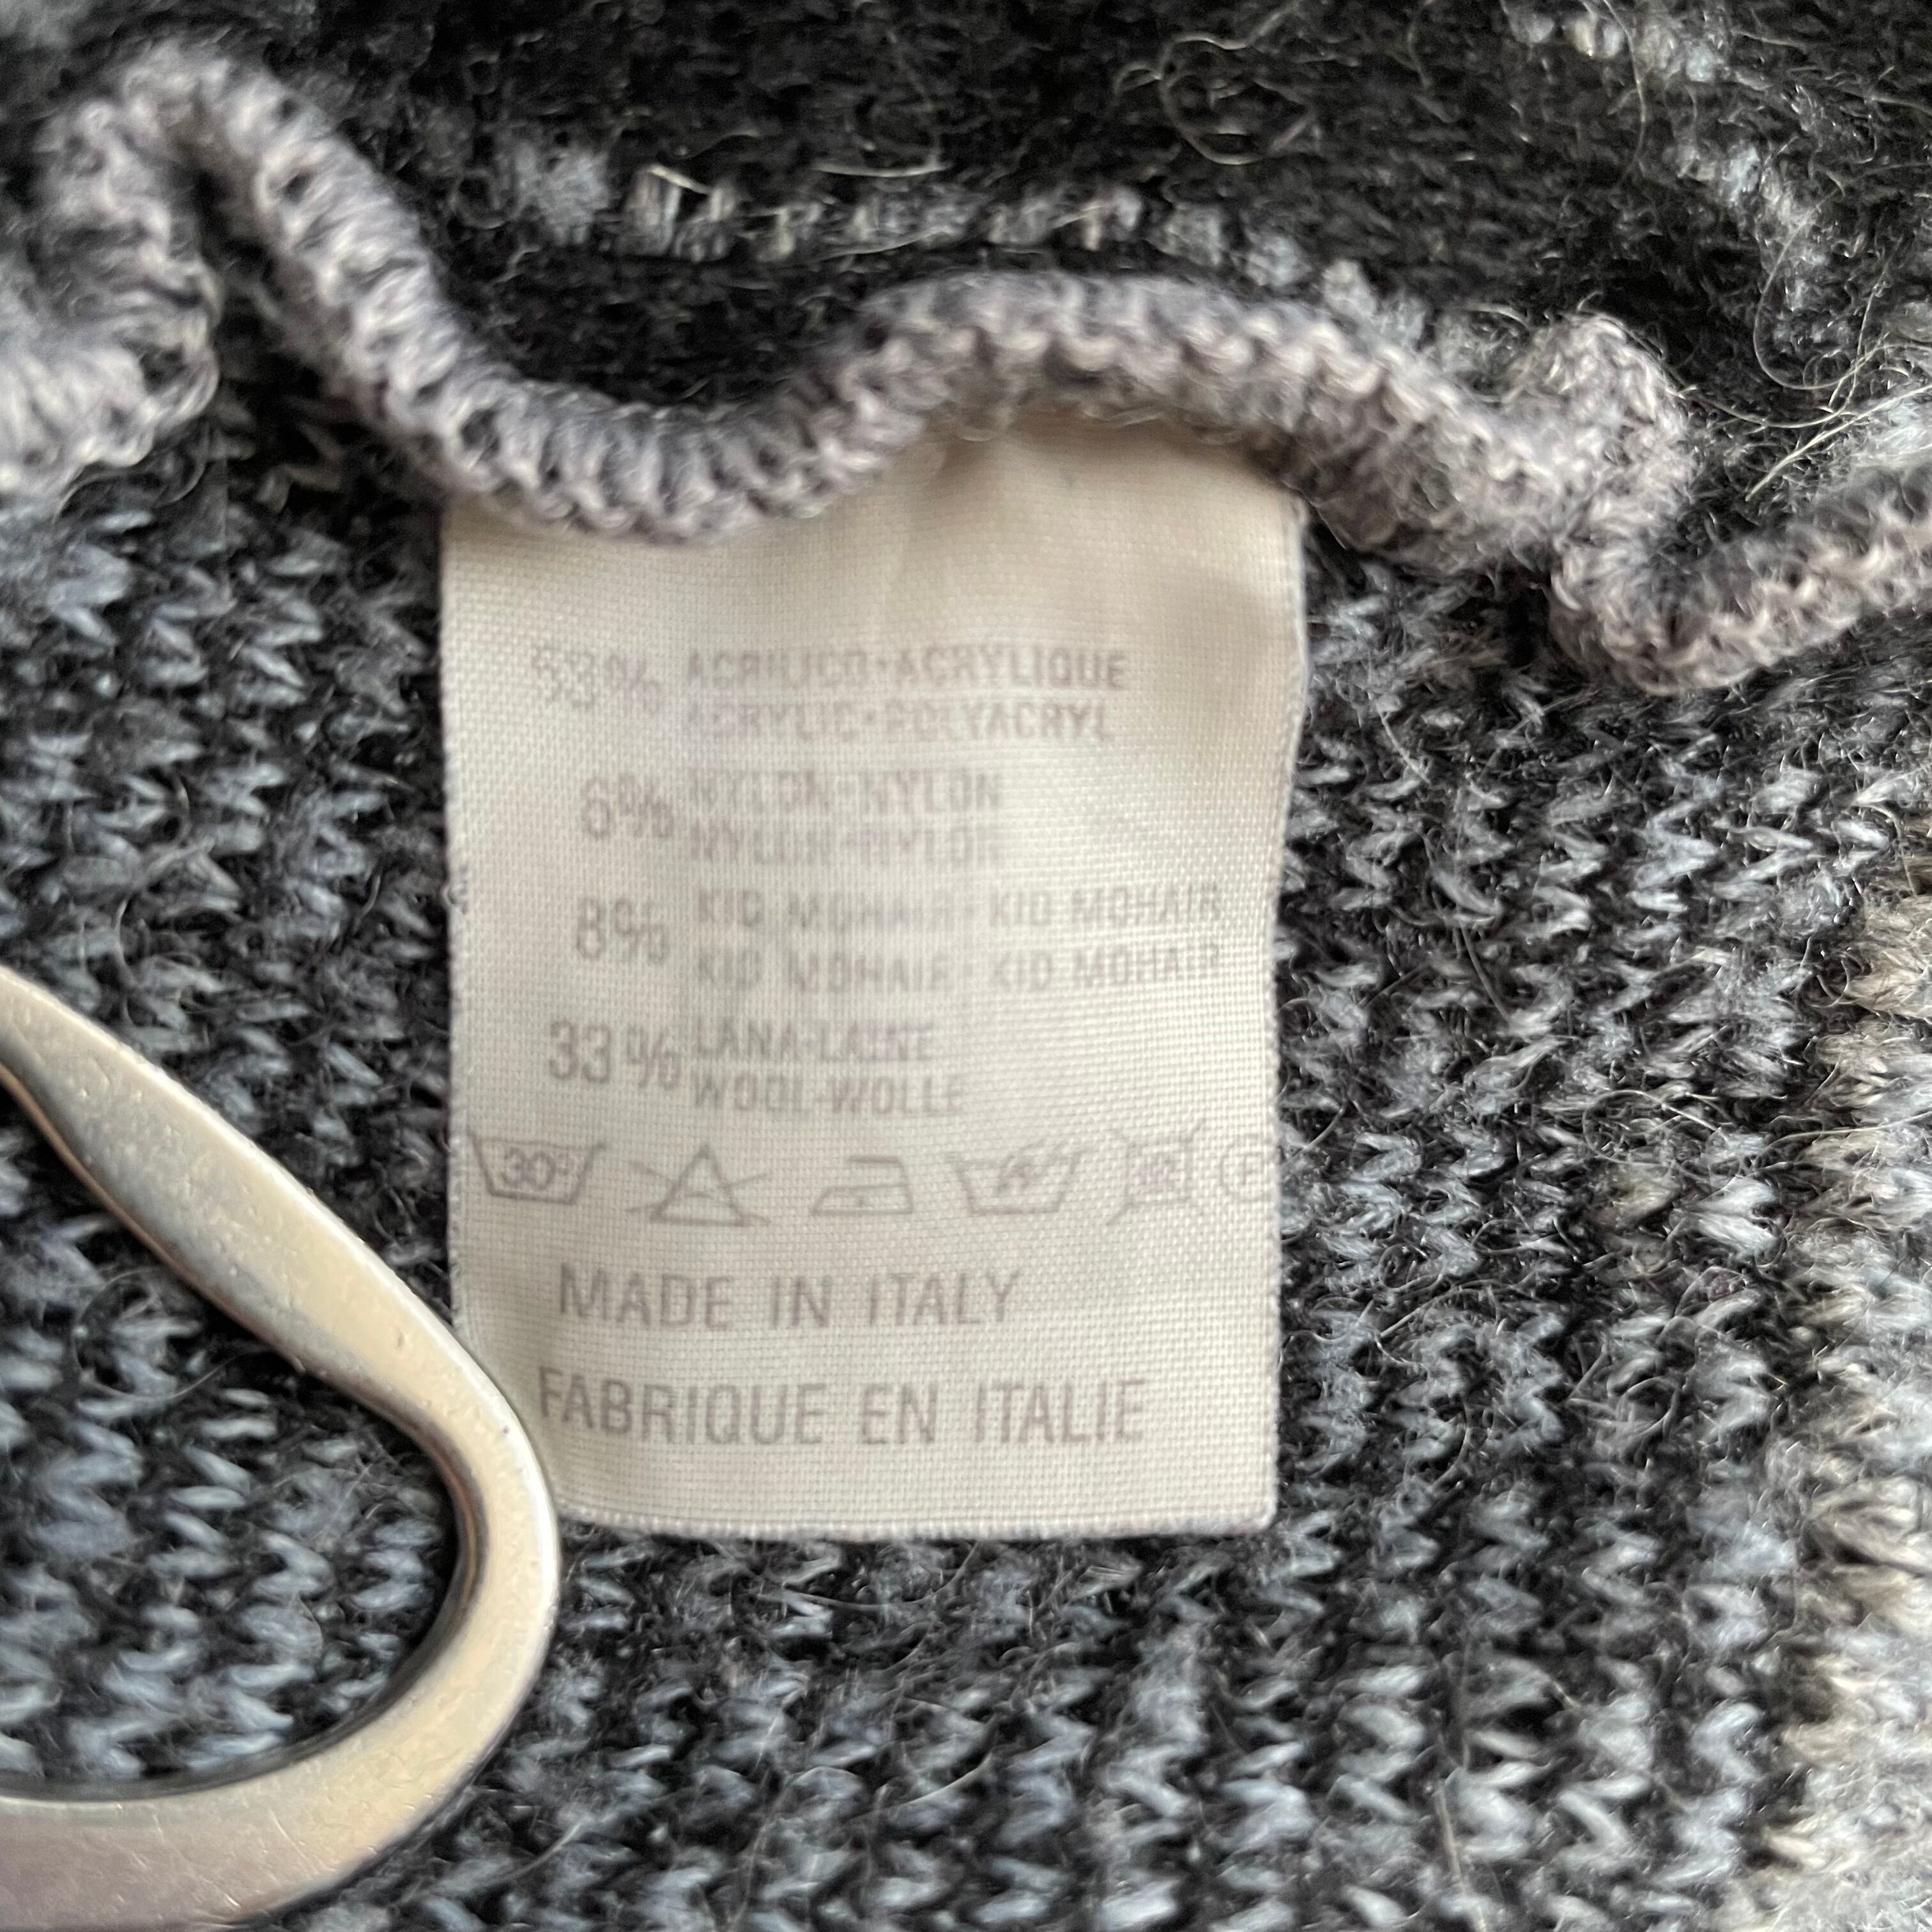 53% ACRILICO·ACRYLIQUE
ACRYLIC·POLYACRYL
6% NYLON-NYLON
NYLON-NYLON
8% KID MOHAIR-KID MOHAIR
KID MOHAIR-KID MOHAIR
33% LANA-LAINE
WOOL-WOLLE
30° P
MADE IN ITALY
FABRIQUE EN ITALIE